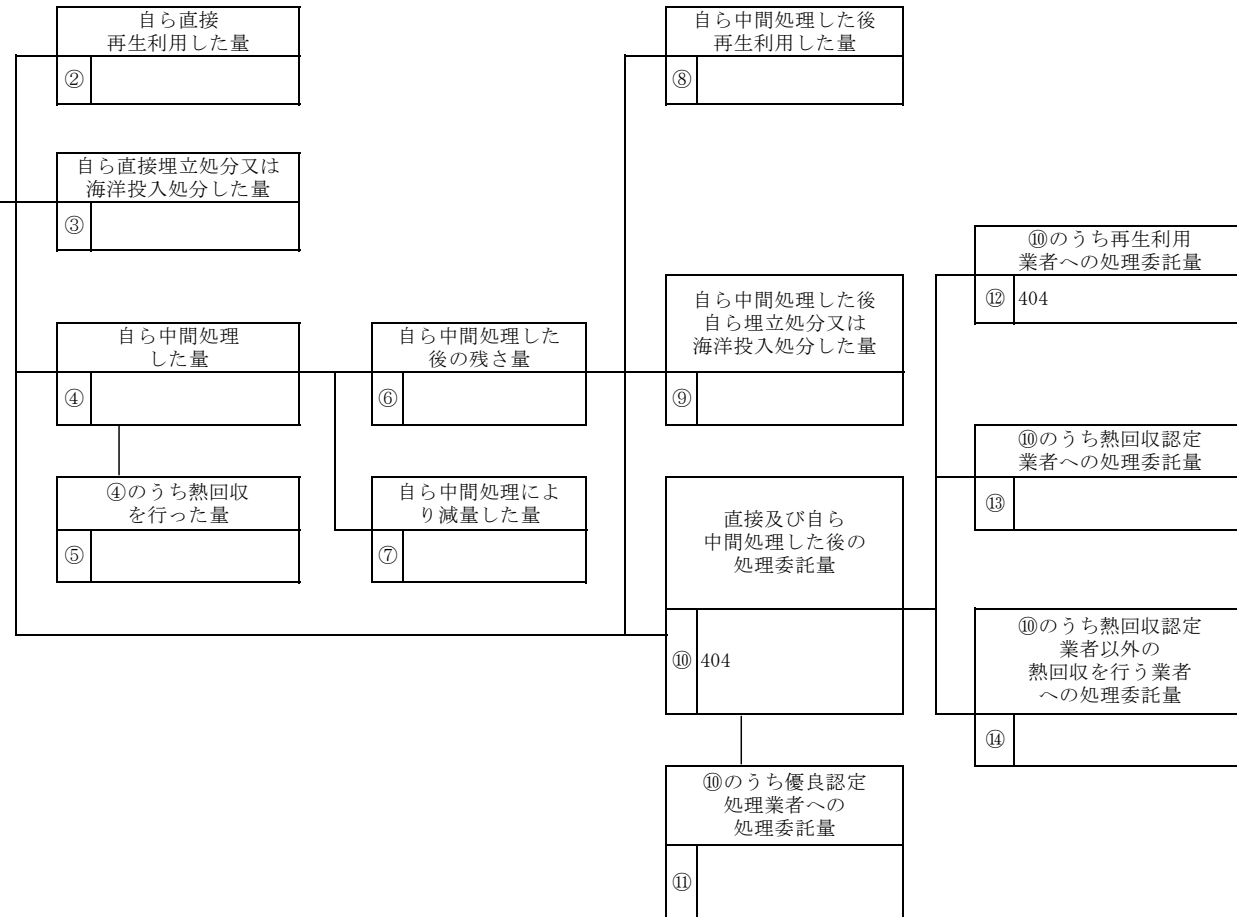 自ら直接
再生利用した量
②
自ら中間処理した後
再生利用した量
⑧
自ら直接埋立処分又は
海洋投入処分した量
③
⑩のうち再生利用
業者への処理委託量
⑫ 404
自ら中間処理
した量
④
自ら中間処理した
後の残さ量
⑥
自ら中間処理した後
自ら埋立処分又は
海洋投入処分した量
⑨
⑩のうち熱回収認定
業者への処理委託量
⑬
④のうち熱回収
を行った量
⑤
自ら中間処理によ
り減量した量
⑦
直接及び自ら
中間処理した後の
処理委託量
⑩ 404
⑩のうち熱回収認定
業者以外の
熱回収を行う業者
への処理委託量
⑭
⑩のうち優良認定
処理業者への
処理委託量
⑪